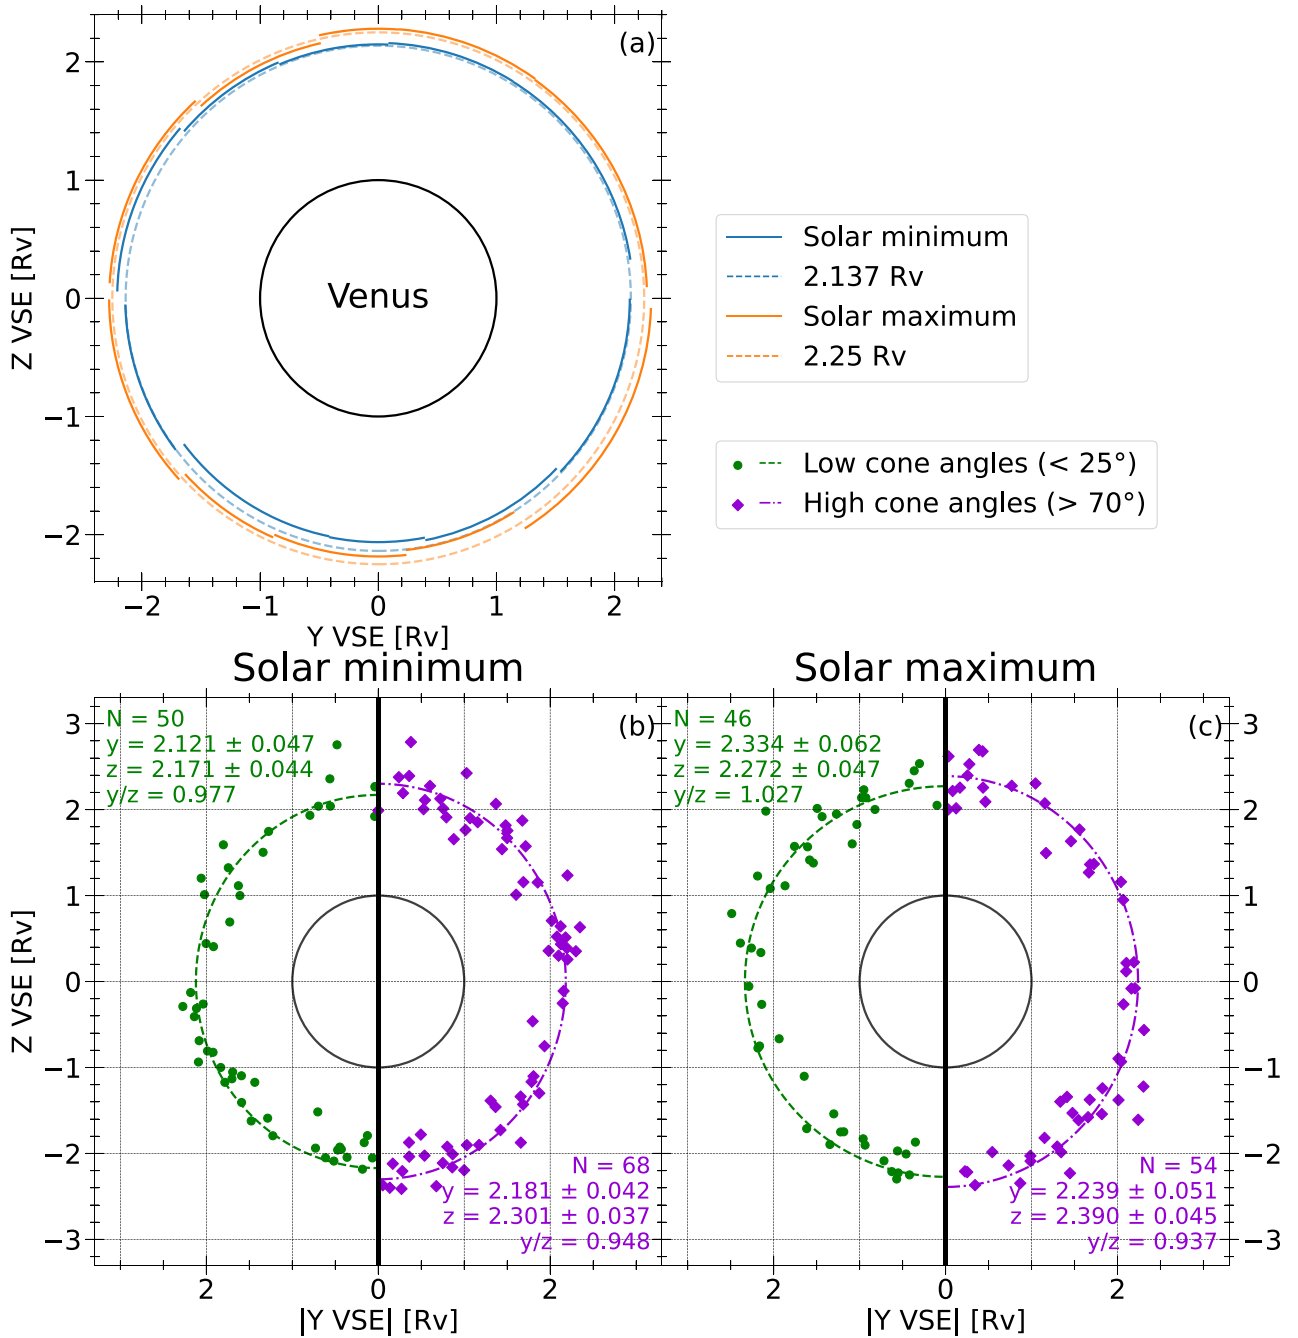 (a)
2
1
0
−1
−2
Z VSE [Rv]
Venus
−2
−1
0
1
2
Y VSE [Rv]
Solar minimum
2.137 Rv
Solar maximum
2.25 Rv
Low cone angles (< 25°)
High cone angles (> 70°)
Solar minimum
(b)
N = 50
y = 2.121 ± 0.047
z = 2.171 ± 0.044
y/z = 0.977
3
2
1
0
−1
−2
−3
Z VSE [Rv]
N = 68
y = 2.181 ± 0.042
z = 2.301 ± 0.037
y/z = 0.948
2
0
2
|Y VSE| [Rv]
Solar maximum
(c)
N = 46
y = 2.334 ± 0.062
z = 2.272 ± 0.047
y/z = 1.027
3
2
1
0
−1
−2
−3
N = 54
y = 2.239 ± 0.051
z = 2.390 ± 0.045
y/z = 0.937
2
0
2
|Y VSE| [Rv]